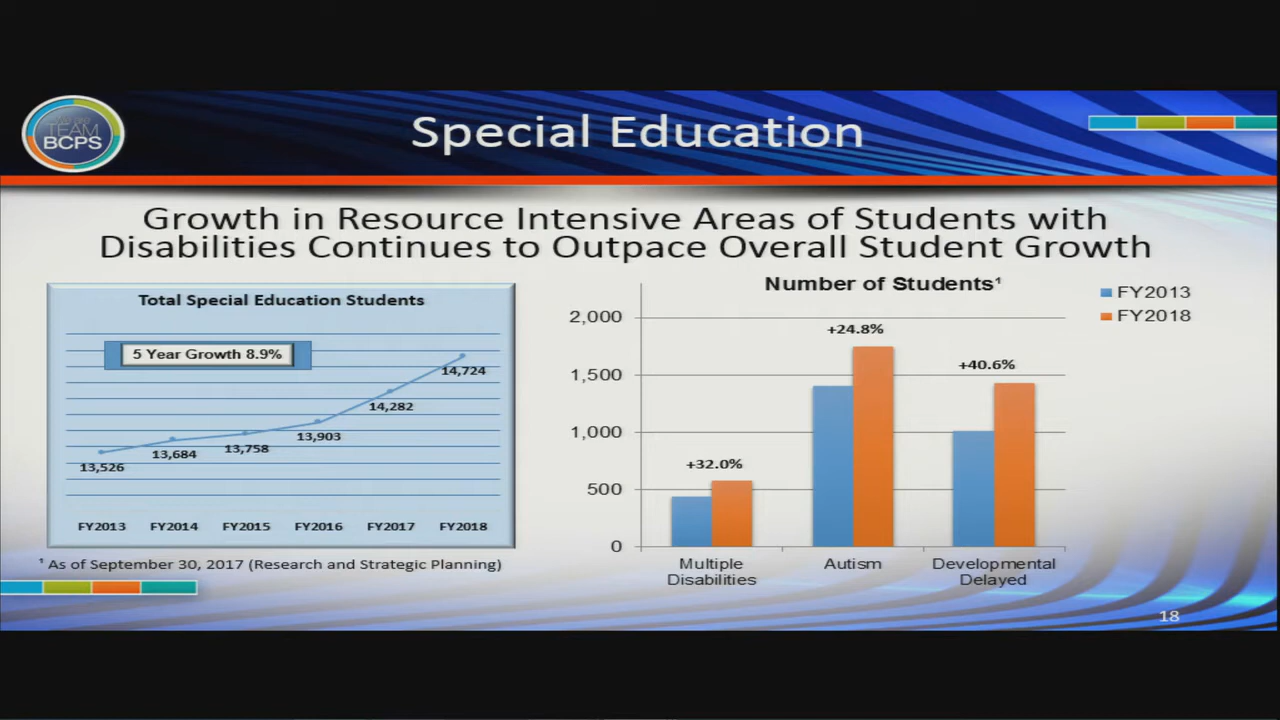 TEAM
BCPS
Special Education
Growth in Resource Intensive Areas of Students with
Disabilities Continues to Outpace Overall Student Growth
Total Special Education Students
5 Year Growth 8.9%
13,526
13,684
13,758
13,903
14,282
14,724
FY2013 FY2014 FY2015 FY2016 FY2017 FY2018
¹ As of September 30, 2017 (Research and Strategic Planning)
Number of Students¹
FY2013
FY2018
2,000
1,500
1,000
500
0
+32.0%
+24.8%
+40.6%
Multiple
Disabilities
Autism
Developmental
Delayed
18